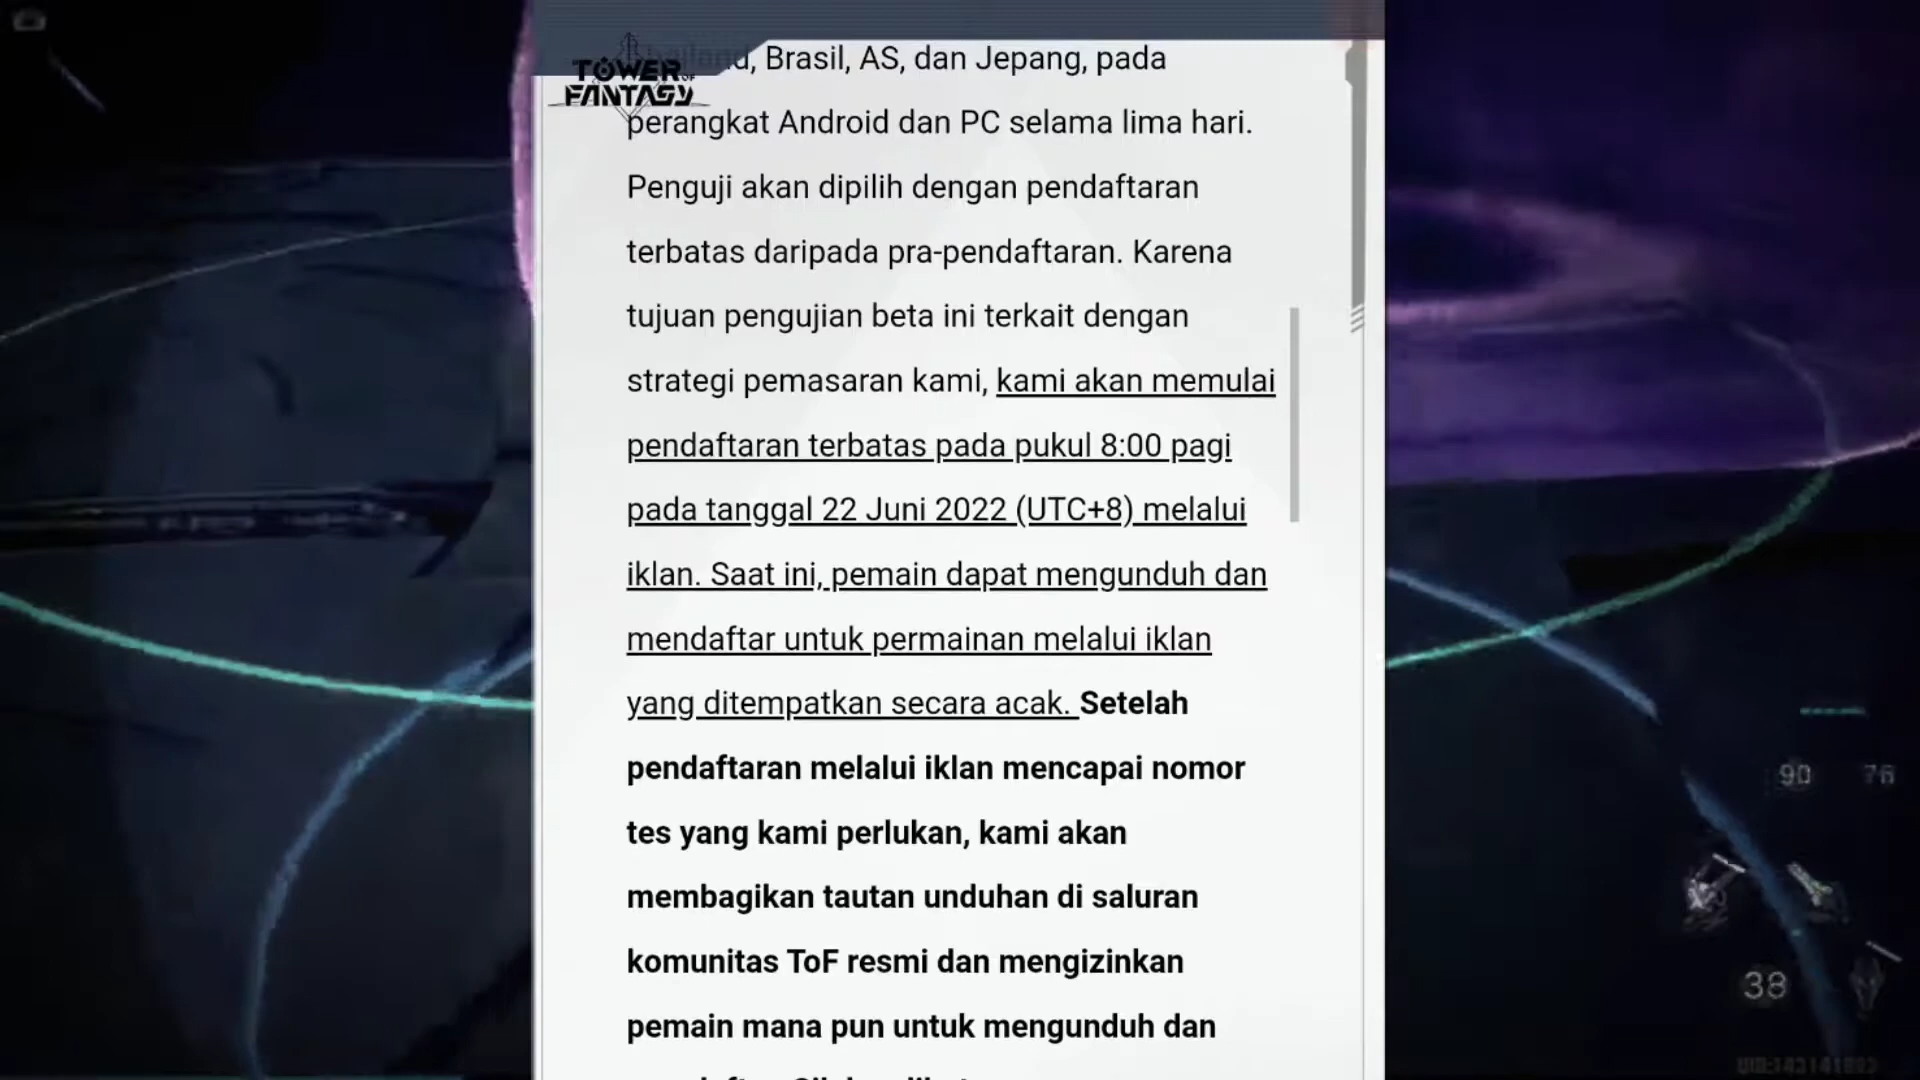 TOWER OF
FANTASY
Brasil, AS, dan Jepang, pada
perangkat Android dan PC selama lima hari.
Penguji akan dipilih dengan pendaftaran
terbatas daripada pra-pendaftaran. Karena
tujuan pengujian beta ini terkait dengan
strategi pemasaran kami, kami akan memulai
pendaftaran terbatas pada pukul 8:00 pagi
pada tanggal 22 Juni 2022 (UTC+8) melalui
iklan. Saat ini, pemain dapat mengunduh dan
mendaftar untuk permainan melalui iklan
yang ditempatkan secara acak. Setelah
pendaftaran melalui iklan mencapai nomor
tes yang kami perlukan, kami akan
membagikan tautan unduhan di saluran
komunitas ToF resmi dan mengizinkan
pemain mana pun untuk mengunduh dan
90 76
38